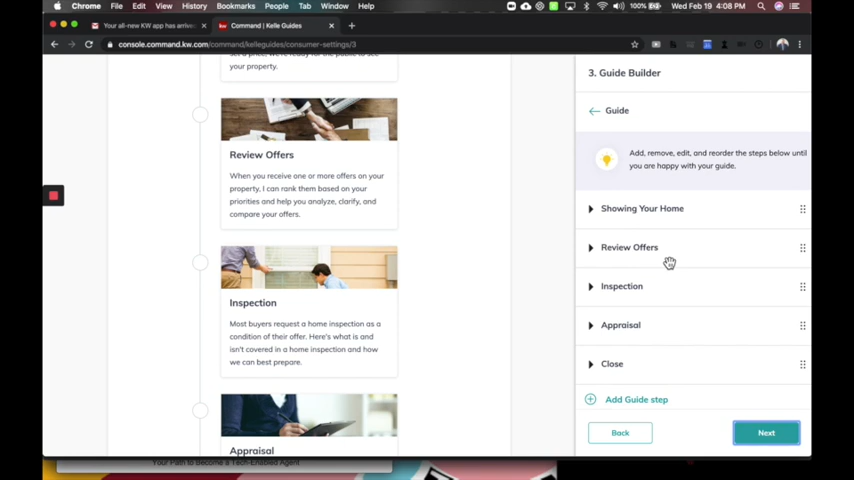 Chrome File Edit View History Bookmarks People Tab Window Help
100% Wed Feb 19 4:08 PM
Your all-new KW app has arrive
Command | Kelle Guides
console.command.kw.com/command/kelleguides/consumer-settings/3
your property.
Review Offers
When you receive one or more offers on your
property, I can rank them based on your
priorities and help you analyze, clarify, and
compare your offers.
Inspection
Most buyers request a home inspection as a
condition of their offer. Here's what is and
isn't covered in a home inspection and how
we can best prepare.
Appraisal
3. Guide Builder
Guide
Add, remove, edit, and reorder the steps below until
you are happy with your guide.
Showing Your Home
Review Offers
Inspection
Appraisal
Close
Add Guide step
Back
Next
Your Path to Become a Tech-Enabled Agent